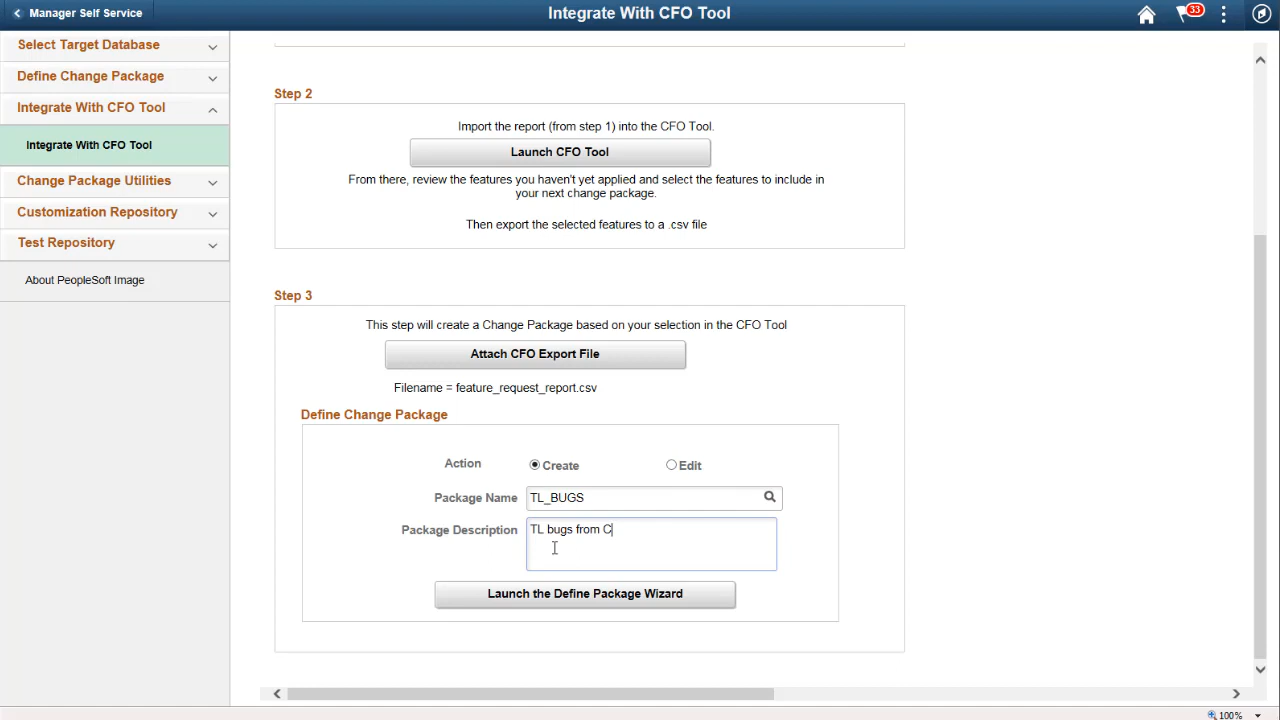 Manager Self Service
Integrate With CFO Tool
33
Select Target Database
Define Change Package
Integrate With CFO Tool
Integrate With CFO Tool
Change Package Utilities
Customization Repository
Test Repository
About PeopleSoft Image
Step 2
Import the report (from step 1) into the CFO Tool.
Launch CFO Tool
From there, review the features you haven't yet applied and select the features to include in
your next change package.
Then export the selected features to a .csv file
Step 3
This step will create a Change Package based on your selection in the CFO Tool
Attach CFO Export File
Filename = feature_request_report.csv
Define Change Package
Action Create Edit
Package Name TL_BUGS
Package Description TL bugs from C
Launch the Define Package Wizard
100%